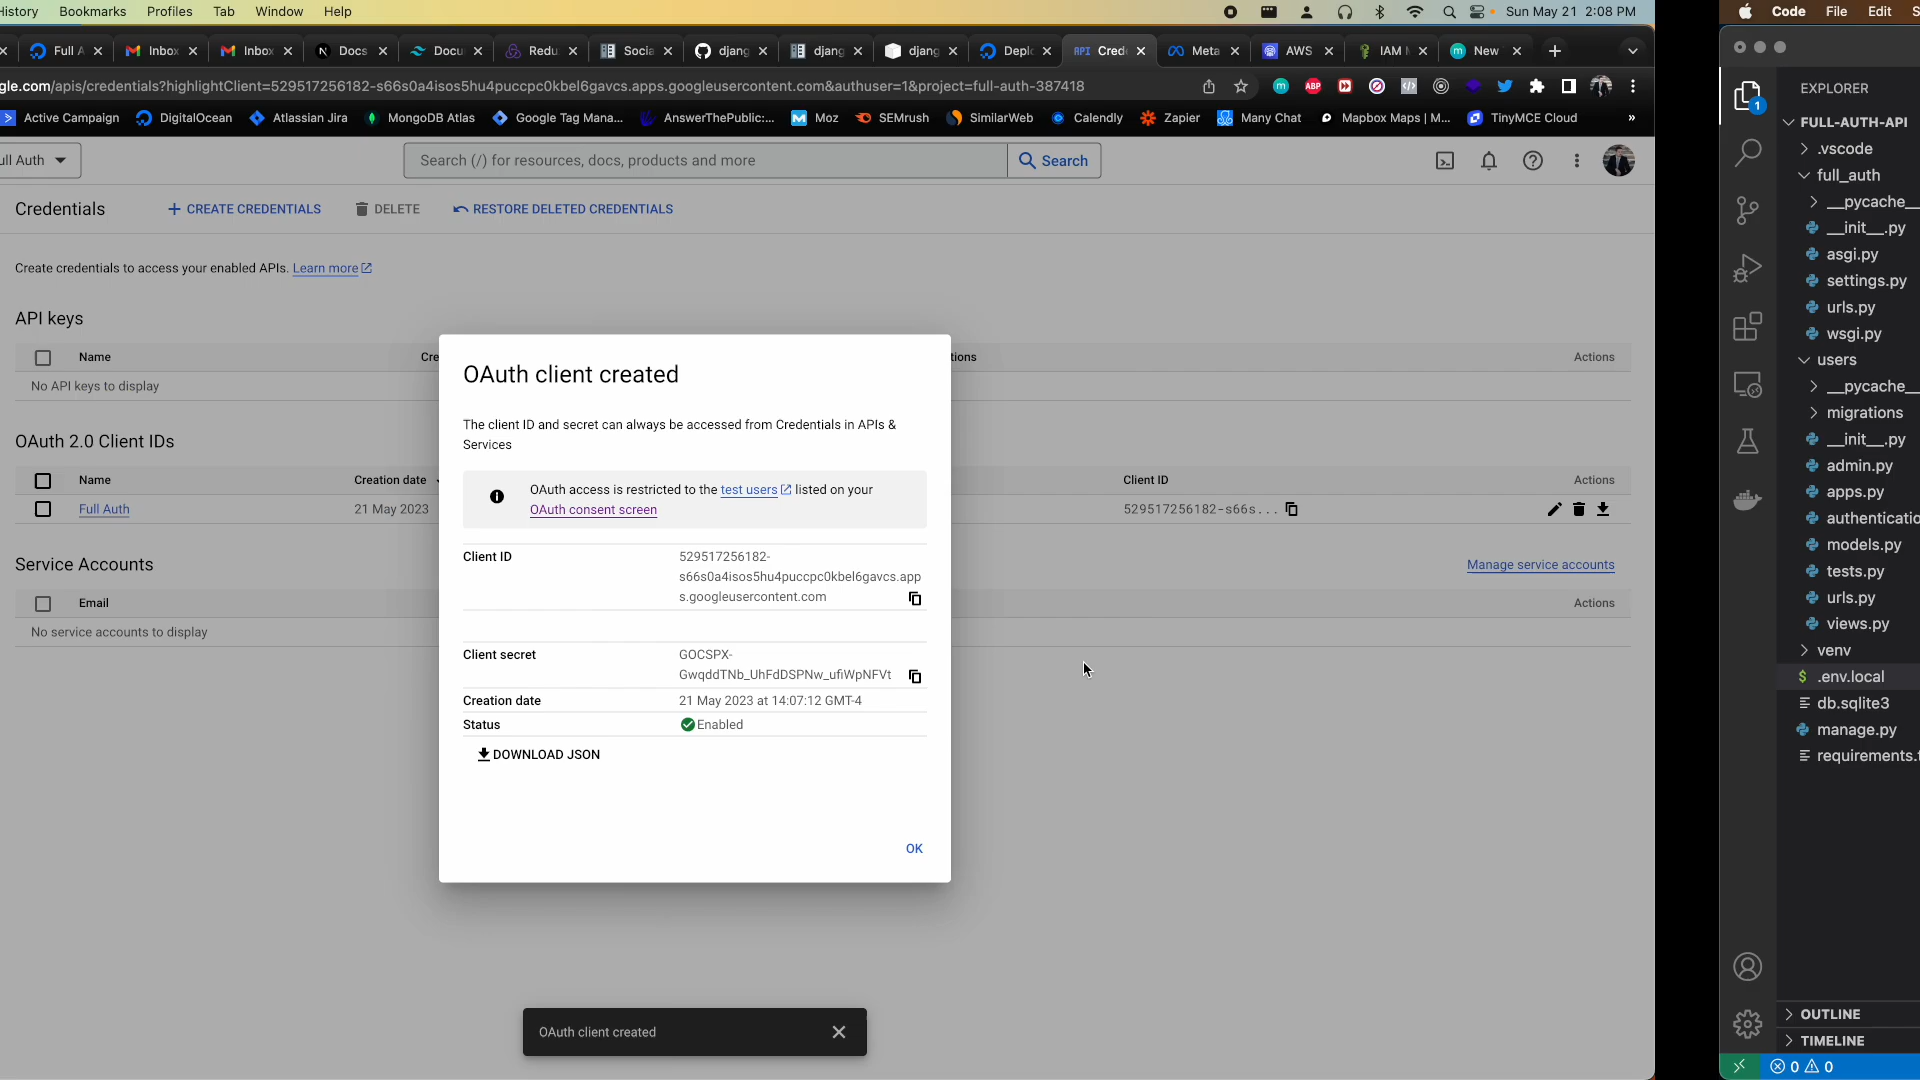 History Bookmarks Profiles Tab Window Help
Sun May 21 2:08 PM
Code File Edit
Full A
Inbox
Inbox
Docs
Docu
Redu
Socia
djang
djang
djang
Deplo
API Crede
Meta
AWS
IAM
New
gle.com/apis/credentials?highlightClient=529517256182-s66s0a4isos5hu4puccpc0kbel6gavcs.apps.googleusercontent.com&authuser=1&project=full-auth-387418
ABP
Active Campaign DigitalOcean Atlassian Jira MongoDB Atlas Google Tag Mana... AnswerThePublic:... Moz SEMrush SimilarWeb Calendly Zapier Many Chat Mapbox Maps | M... TinyMCE Cloud »
ull Auth
Search (/) for resources, docs, products and more
Search
Credentials
+ CREATE CREDENTIALS
DELETE
RESTORE DELETED CREDENTIALS
Create credentials to access your enabled APIs. Learn more
API keys
Name
Cre
tions
Actions
No API keys to display
OAuth 2.0 Client IDs
Name
Creation date
Client ID
Actions
Full Auth
21 May 2023
529517256182-s66s...
Service Accounts
Manage service accounts
Email
Actions
No service accounts to display
OAuth client created
The client ID and secret can always be accessed from Credentials in APIs &
Services
OAuth access is restricted to the test users listed on your
OAuth consent screen
Client ID
529517256182-
s66s0a4isos5hu4puccpc0kbel6gavcs.app
s.googleusercontent.com
Client secret
GOCSPX-
GwqddTNb_UhFdDSPNw_ufiWpNFVt
Creation date
21 May 2023 at 14:07:12 GMT-4
Status
Enabled
DOWNLOAD JSON
OK
OAuth client created
EXPLORER
FULL-AUTH-API
.vscode
full_auth
__pycache__
__init__.py
asgi.py
settings.py
urls.py
wsgi.py
users
__pycache__
migrations
__init__.py
admin.py
apps.py
authenticatio
models.py
tests.py
urls.py
views.py
venv
.env.local
db.sqlite3
manage.py
requirements.t
OUTLINE
TIMELINE
1
0 0